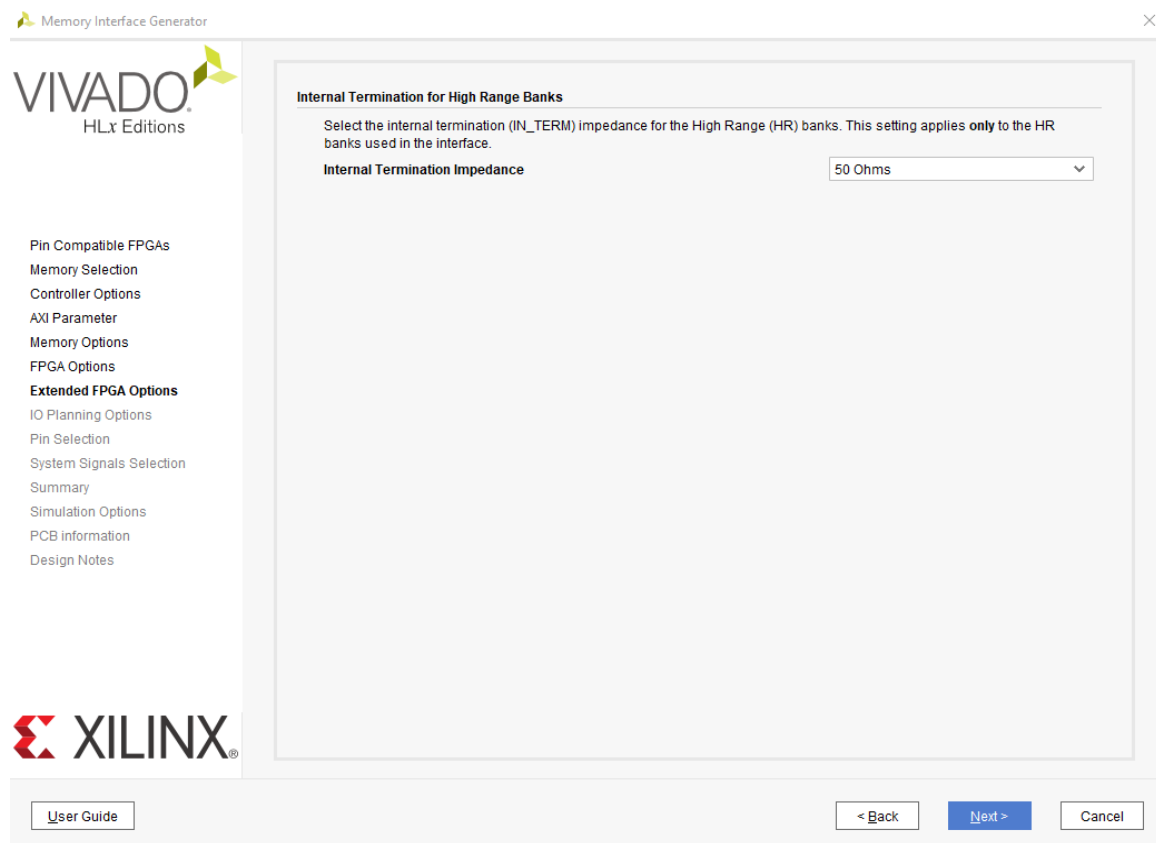 Memory Interface Generator
VIVADO.
HLx Editions
Pin Compatible FPGAs
Memory Selection
Controller Options
AXI Parameter
Memory Options
FPGA Options
Extended FPGA Options
IO Planning Options
Pin Selection
System Signals Selection
Summary
Simulation Options
PCB information
Design Notes
XILINX®
Internal Termination for High Range Banks
Select the internal termination (IN_TERM) impedance for the High Range (HR) banks. This setting applies only to the HR
banks used in the interface.
Internal Termination Impedance 50 Ohms
User Guide < Back Next > Cancel